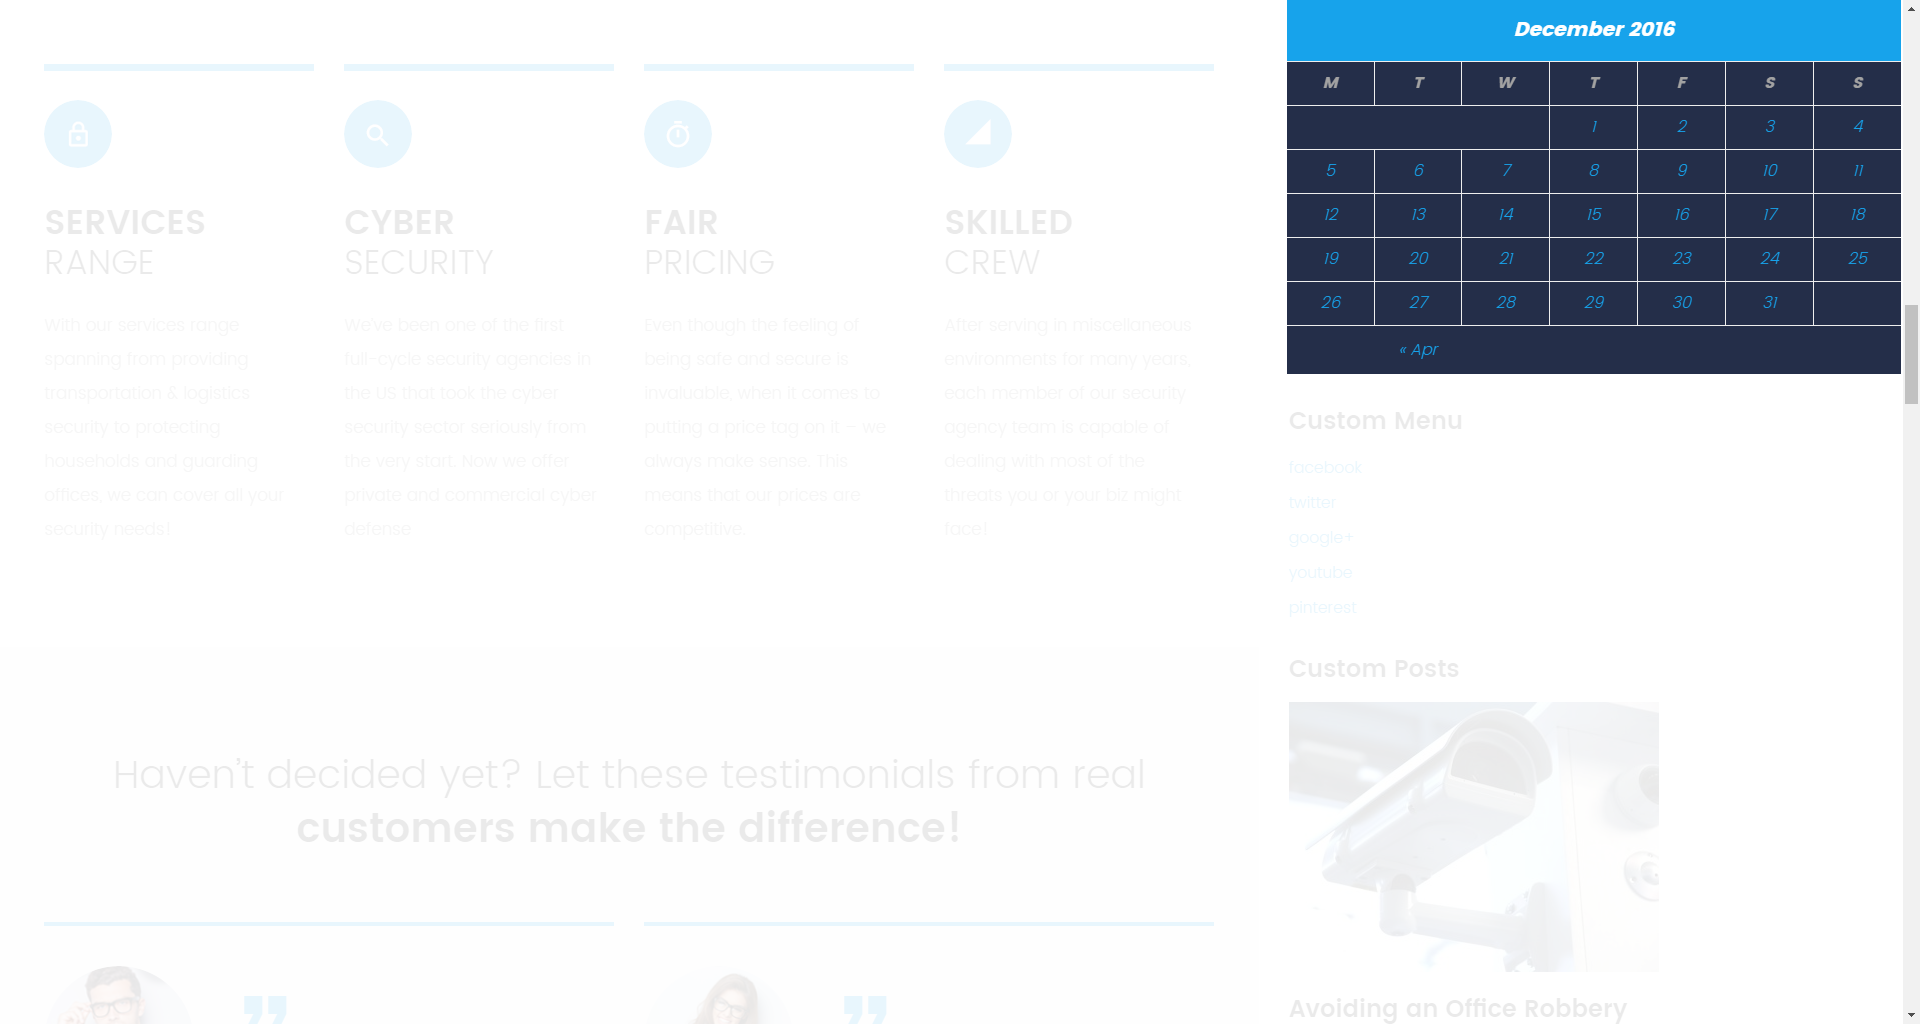 SERVICES
RANGE
With our services range
spanning from providing
transportation & logistics
security to protecting
households and guarding
offices, we can cover all your
security needs!
CYBER
SECURITY
We've been one of the first
full-cycle security agencies in
the US that took the cyber
security sector seriously from
the very start. Now we offer
private and commercial cyber
defense
FAIR
PRICING
Even though the feeling of
being safe and secure is
invaluable, when it comes to
putting a price tag on it – we
always make sense. This
means that our prices are
competitive.
SKILLED
CREW
After serving in miscellaneous
environments for many years,
each member of our security
agency team is capable of
dealing with most of the
threats you or your biz might
face!
Haven't decided yet? Let these testimonials from real
customers make the difference!
”
”
December 2016
M T W T F S S
1 2 3 4
5 6 7 8 9 10 11
12 13 14 15 16 17 18
19 20 21 22 23 24 25
26 27 28 29 30 31
« Apr
Custom Menu
facebook
twitter
google+
youtube
pinterest
Custom Posts
Avoiding an Office Robbery